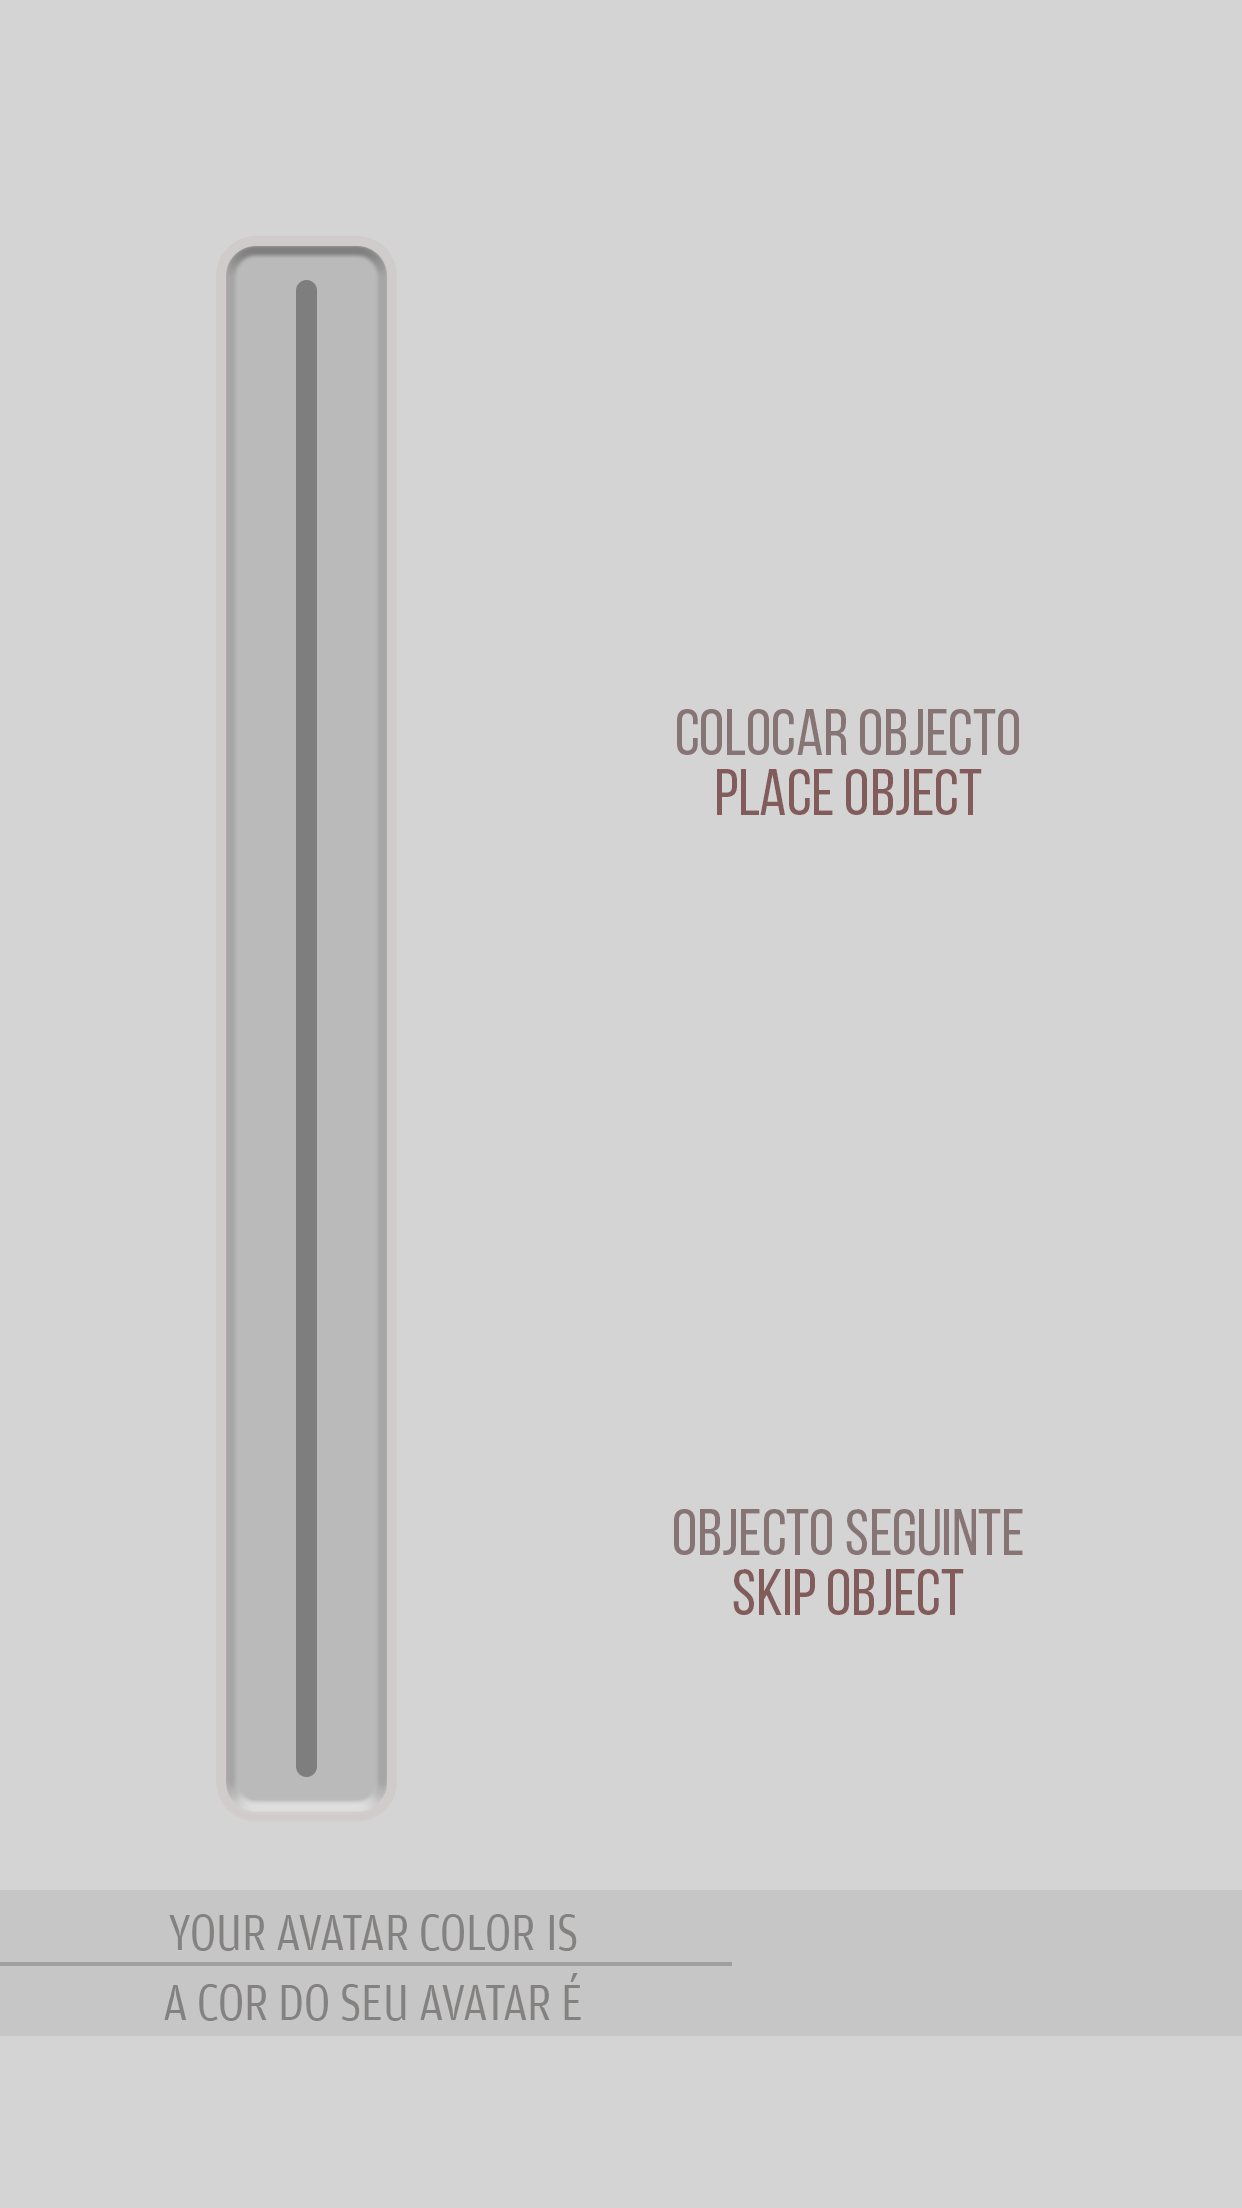 COLOCAR OBJECTO
PLACE OBJECT
OBJECTO SEGUINTE
SKIP OBJECT
YOUR AVATAR COLOR IS
A COR DO SEU AVATAR É